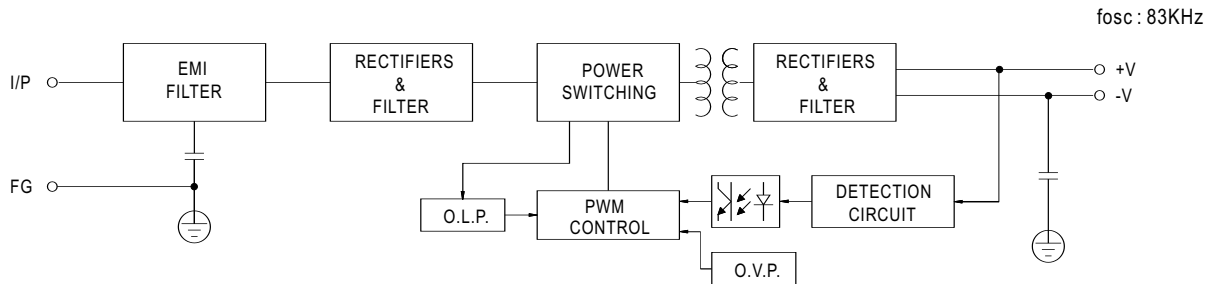 fosc : 83KHz
I/P
EMI
FILTER
RECTIFIERS
&
FILTER
POWER
SWITCHING
RECTIFIERS
&
FILTER
+V
-V
FG
O.L.P.
PWM
CONTROL
DETECTION
CIRCUIT
O.V.P.